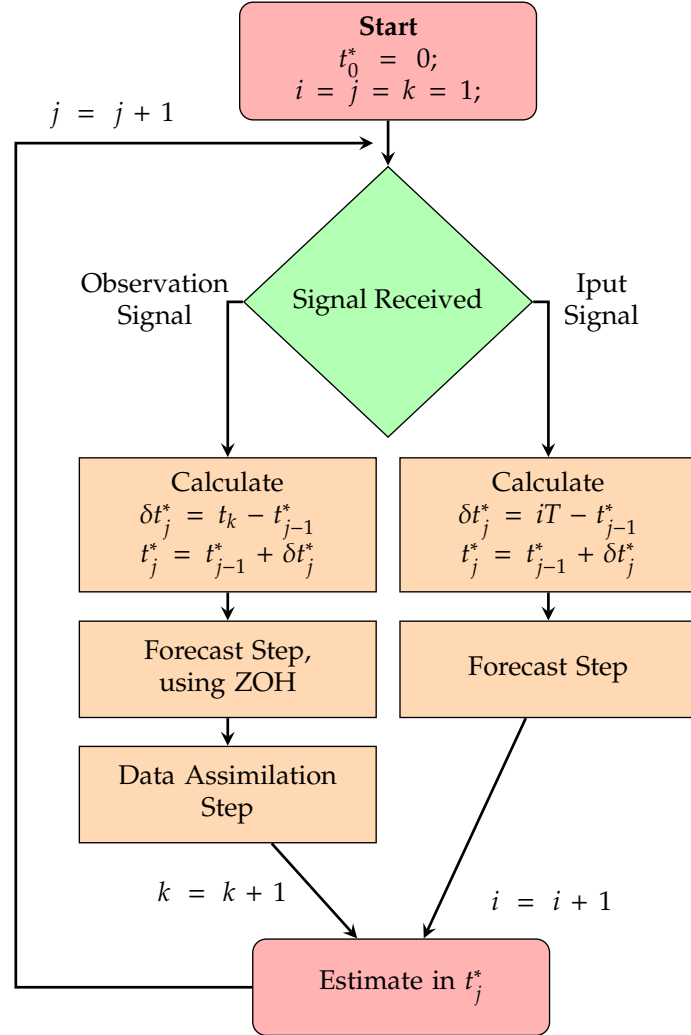 Start
t*₀ = 0;
i = j = k = 1;
j = j + 1
Observation
Signal
Signal Received
Iput
Signal
Calculate
δt*ⱼ = tₖ − t*ⱼ₋₁
t*ⱼ = t*ⱼ₋₁ + δt*ⱼ
Calculate
δt*ⱼ = iT − t*ⱼ₋₁
t*ⱼ = t*ⱼ₋₁ + δt*ⱼ
Forecast Step,
using ZOH
Forecast Step
Data Assimilation
Step
k = k + 1
i = i + 1
Estimate in t*ⱼ